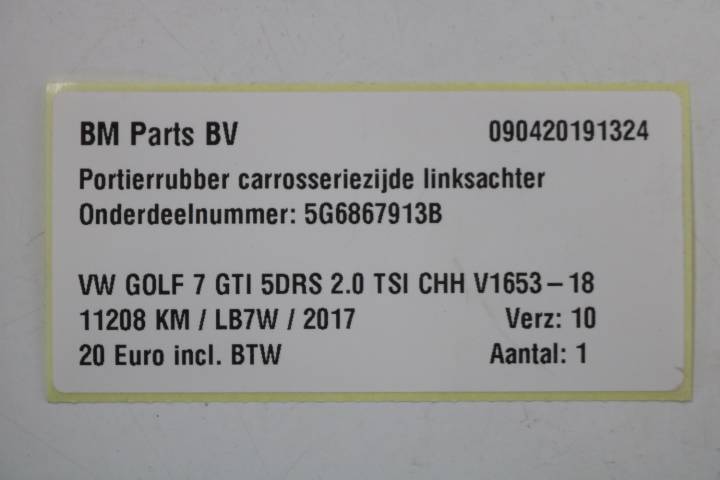 BM Parts BV 090420191324
Portierrubber carrosseriezijde linksachter
Onderdeelnummer: 5G6867913B
VW GOLF 7 GTI 5DRS 2.0 TSI CHH V1653-18
11208 KM / LB7W / 2017 Verz: 10
20 Euro incl. BTW Aantal: 1